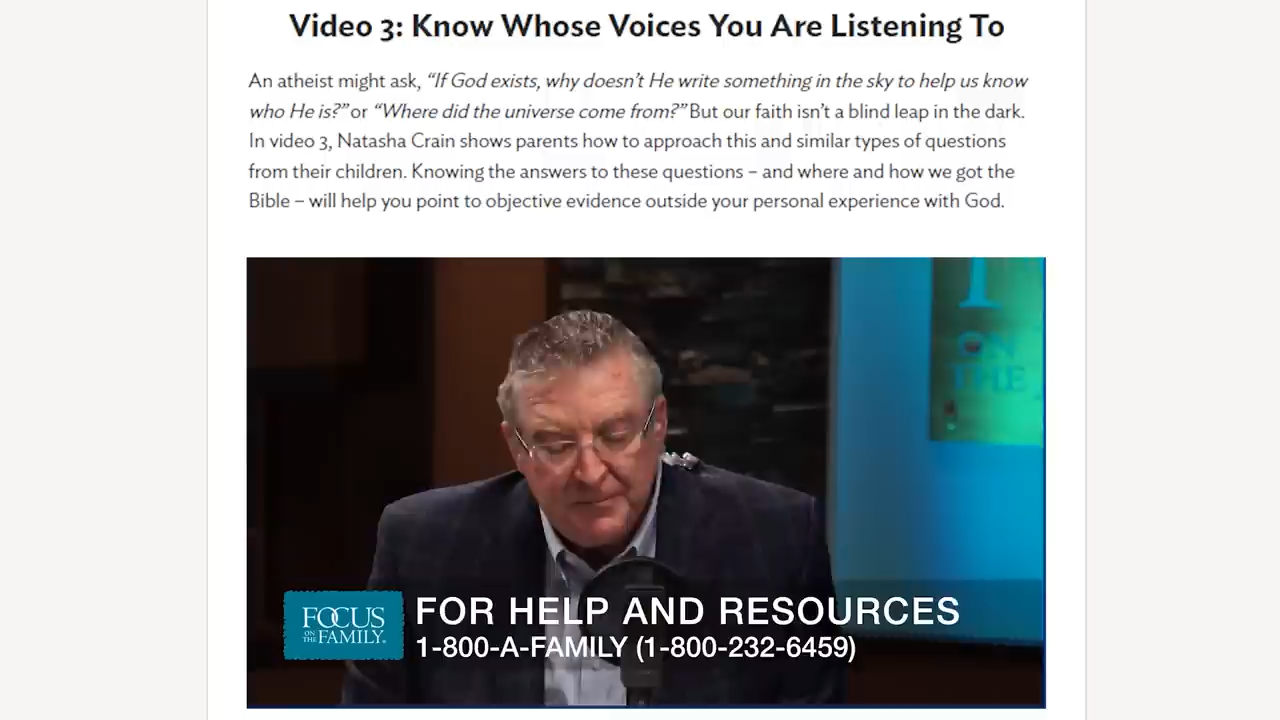 Video 3: Know Whose Voices You Are Listening To
An atheist might ask, “If God exists, why doesn’t He write something in the sky to help us know
who He is?” or “Where did the universe come from?” But our faith isn’t a blind leap in the dark.
In video 3, Natasha Crain shows parents how to approach this and similar types of questions
from their children. Knowing the answers to these questions – and where and how we got the
Bible – will help you point to objective evidence outside your personal experience with God.
ON
THE
FOCUS
ON THE FAMILY®
FOR HELP AND RESOURCES
1-800-A-FAMILY (1-800-232-6459)